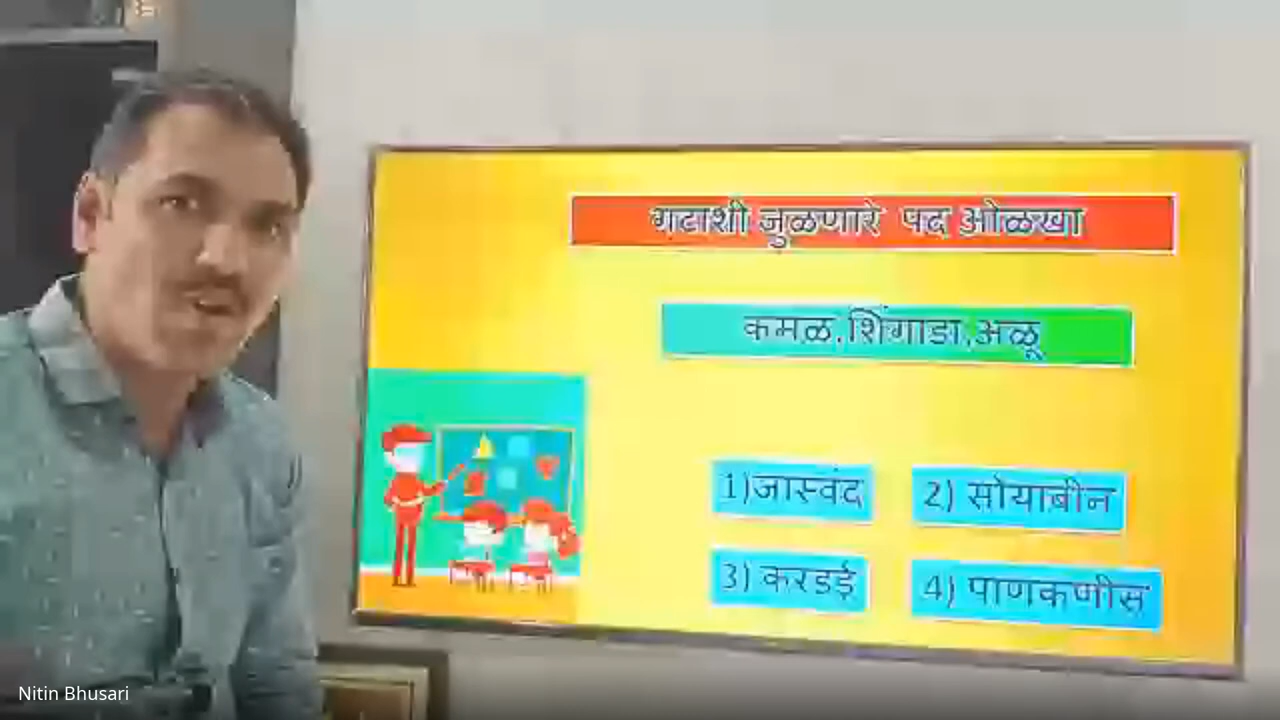 गटाशी जुळणारे पद ओळखा
कमळ,शिंगाडा,अळू
1)जास्वंद
2) सोयाबीन
3) करडई
4) पाणकणीस
Nitin Bhusari